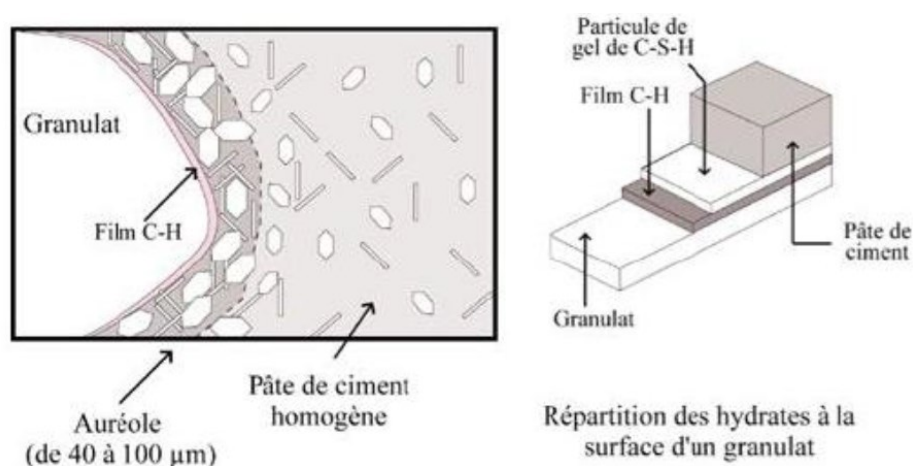 Granulat
Film C-H
Auréole
(de 40 à 100 µm)
Pâte de ciment
homogène
Particule de
gel de C-S-H
Film C-H
Pâte de
ciment
Granulat
Répartition des hydrates à la
surface d'un granulat